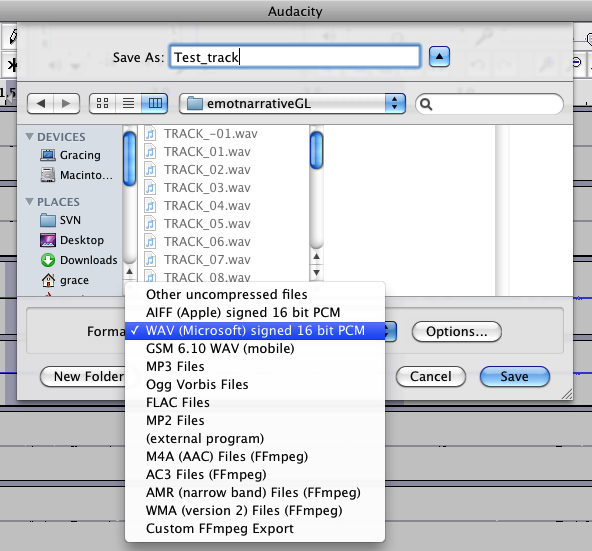 Audacity
Save As: Test_track
emotnarrativeGL
DEVICES
Gracing
Macinto...
PLACES
SVN
Desktop
Downloads
grace
TRACK_-01.wav
TRACK_01.wav
TRACK_02.wav
TRACK_03.wav
TRACK_04.wav
TRACK_05.wav
TRACK_06.wav
TRACK_07.wav
TRACK_08.wav
Other uncompressed files
AIFF (Apple) signed 16 bit PCM
Forma
✓ WAV (Microsoft) signed 16 bit PCM
Options...
GSM 6.10 WAV (mobile)
MP3 Files
New Folder
Cancel
Save
Ogg Vorbis Files
FLAC Files
MP2 Files
(external program)
M4A (AAC) Files (FFmpeg)
AC3 Files (FFmpeg)
AMR (narrow band) Files (FFmpeg)
WMA (version 2) Files (FFmpeg)
Custom FFmpeg Export